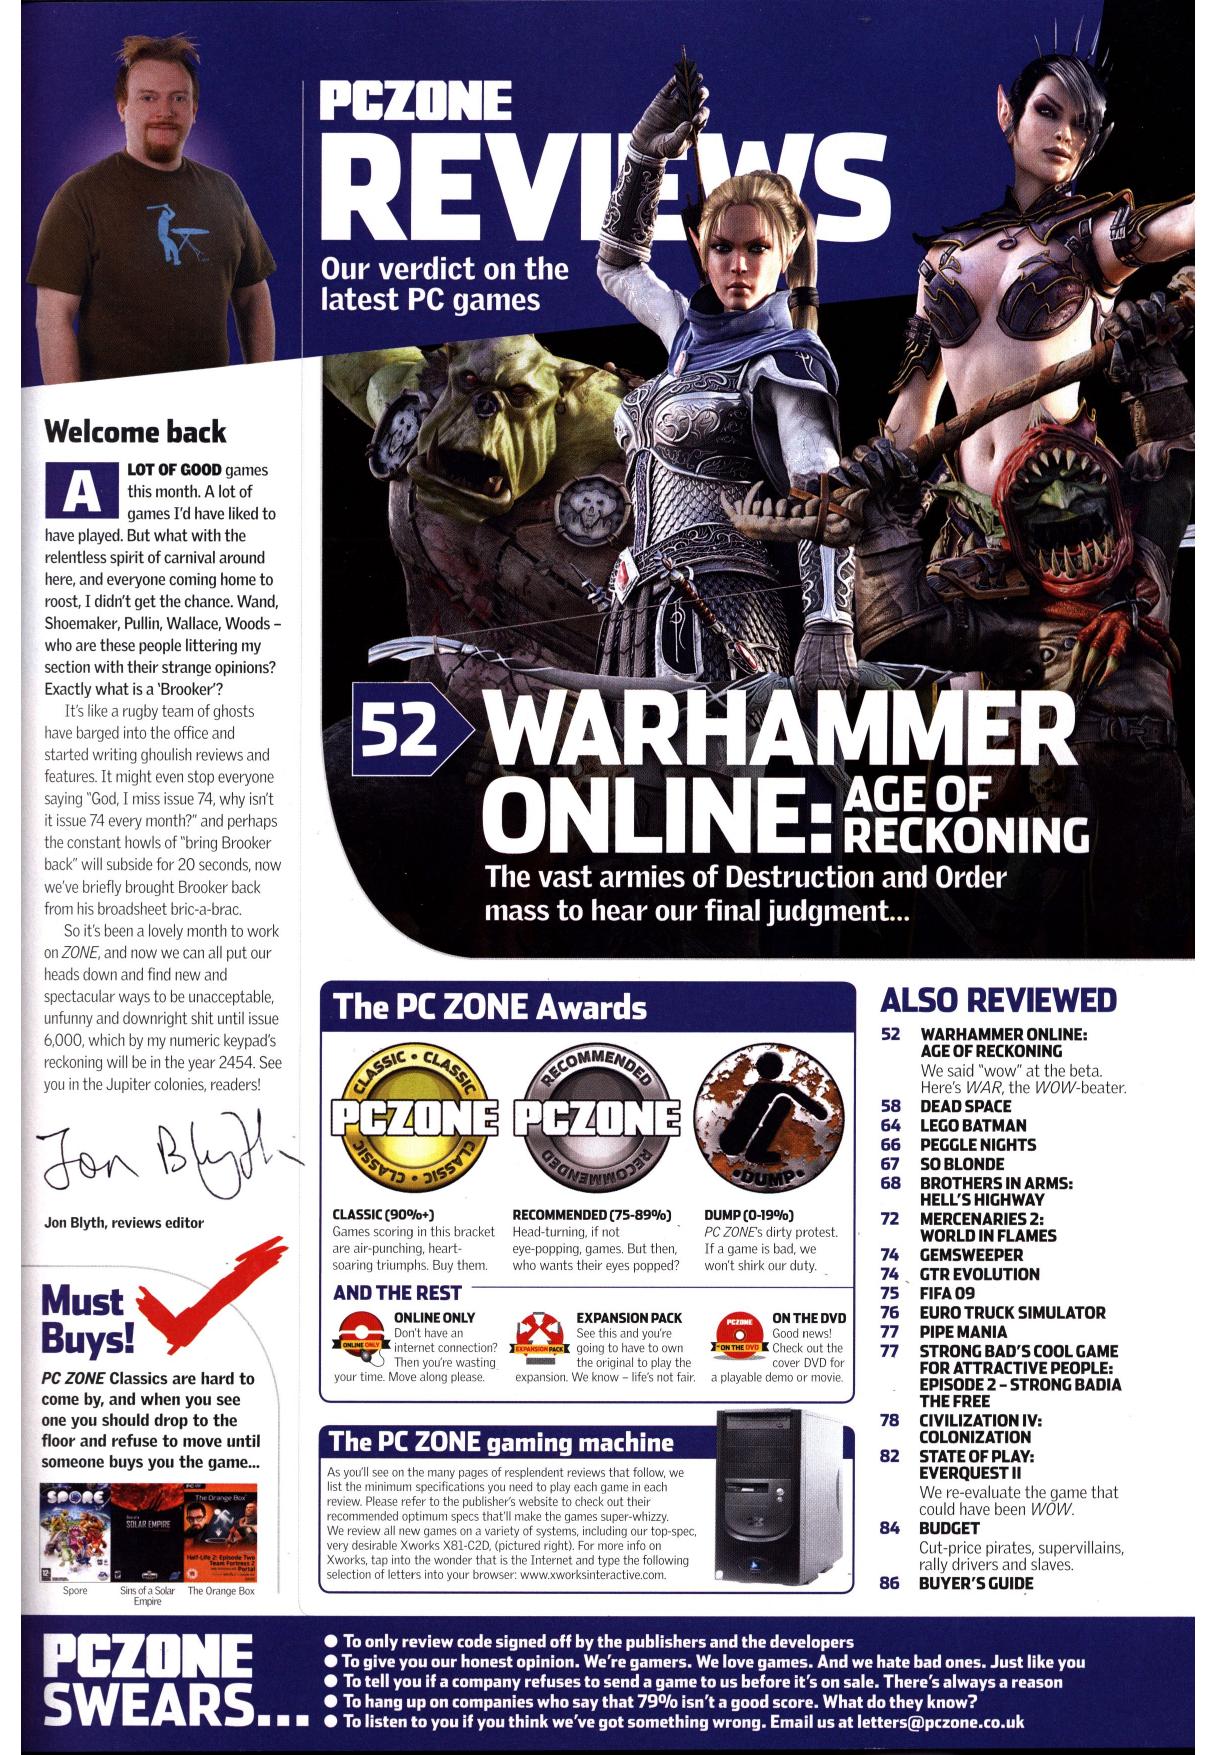 PCZONE
REVIEWS
Our verdict on the
latest PC games
Welcome back
A LOT OF GOOD games
this month. A lot of
games I'd have liked to
have played. But what with the
relentless spirit of carnival around
here, and everyone coming home to
roost, I didn't get the chance. Wand,
Shoemaker, Pullin, Wallace, Woods –
who are these people littering my
section with their strange opinions?
Exactly what is a 'Brooker'?
It's like a rugby team of ghosts
have barged into the office and
started writing ghoulish reviews and
features. It might even stop everyone
saying "God, I miss issue 74, why isn't
it issue 74 every month?" and perhaps
the constant howls of "bring Brooker
back" will subside for 20 seconds, now
we've briefly brought Brooker back
from his broadsheet bric-a-brac.
So it's been a lovely month to work
on ZONE, and now we can all put our
heads down and find new and
spectacular ways to be unacceptable,
unfunny and downright shit until issue
6,000, which by my numeric keypad's
reckoning will be in the year 2454. See
you in the Jupiter colonies, readers!
Jon Blyth
Jon Blyth, reviews editor
Must
Buys!
PC ZONE Classics are hard to
come by, and when you see
one you should drop to the
floor and refuse to move until
someone buys you the game...
SPORE
SOLAR EMPIRE
The Orange Box
Half-Life 2: Episode Two
Team Fortress 2
Portal
Spore
Sins of a Solar
Empire
The Orange Box
52
WARHAMMER
ONLINE: AGE OF
RECKONING
The vast armies of Destruction and Order
mass to hear our final judgment...
The PC ZONE Awards
CLASSIC • CLASSIC
PCZONE
CLASSIC • CLASSIC
RECOMMENDED
PCZONE
RECOMMENDED
•DUMP•
CLASSIC (90%+)
Games scoring in this bracket
are air-punching, heart-
soaring triumphs. Buy them.
RECOMMENDED (75-89%)
Head-turning, if not
eye-popping, games. But then,
who wants their eyes popped?
DUMP (0-19%)
PC ZONE's dirty protest.
If a game is bad, we
won't shirk our duty.
AND THE REST
ONLINE ONLY
ONLINE ONLY
Don't have an
internet connection?
Then you're wasting
your time. Move along please.
EXPANSION PACK
EXPANSION PACK
See this and you're
going to have to own
the original to play the
expansion. We know – life's not fair.
PCZONE
ON THE DVD
ON THE DVD
Good news!
Check out the
cover DVD for
a playable demo or movie.
The PC ZONE gaming machine
As you'll see on the many pages of resplendent reviews that follow, we
list the minimum specifications you need to play each game in each
review. Please refer to the publisher's website to check out their
recommended optimum specs that'll make the games super-whizzy.
We review all new games on a variety of systems, including our top-spec,
very desirable Xworks X81-C2D, (pictured right). For more info on
Xworks, tap into the wonder that is the Internet and type the following
selection of letters into your browser: www.xworksinteractive.com.
ALSO REVIEWED
52 WARHAMMER ONLINE:
AGE OF RECKONING
We said "wow" at the beta.
Here's WAR, the WOW-beater.
58 DEAD SPACE
64 LEGO BATMAN
66 PEGGLE NIGHTS
67 SO BLONDE
68 BROTHERS IN ARMS:
HELL'S HIGHWAY
72 MERCENARIES 2:
WORLD IN FLAMES
74 GEMSWEEPER
74 GTR EVOLUTION
75 FIFA 09
76 EURO TRUCK SIMULATOR
77 PIPE MANIA
77 STRONG BAD'S COOL GAME
FOR ATTRACTIVE PEOPLE:
EPISODE 2 – STRONG BADIA
THE FREE
78 CIVILIZATION IV:
COLONIZATION
82 STATE OF PLAY:
EVERQUEST II
We re-evaluate the game that
could have been WOW.
84 BUDGET
Cut-price pirates, supervillains,
rally drivers and slaves.
86 BUYER'S GUIDE
PCZONE
SWEARS...
● To only review code signed off by the publishers and the developers
● To give you our honest opinion. We're gamers. We love games. And we hate bad ones. Just like you
● To tell you if a company refuses to send a game to us before it's on sale. There's always a reason
● To hang up on companies who say that 79% isn't a good score. What do they know?
● To listen to you if you think we've got something wrong. Email us at letters@pczone.co.uk